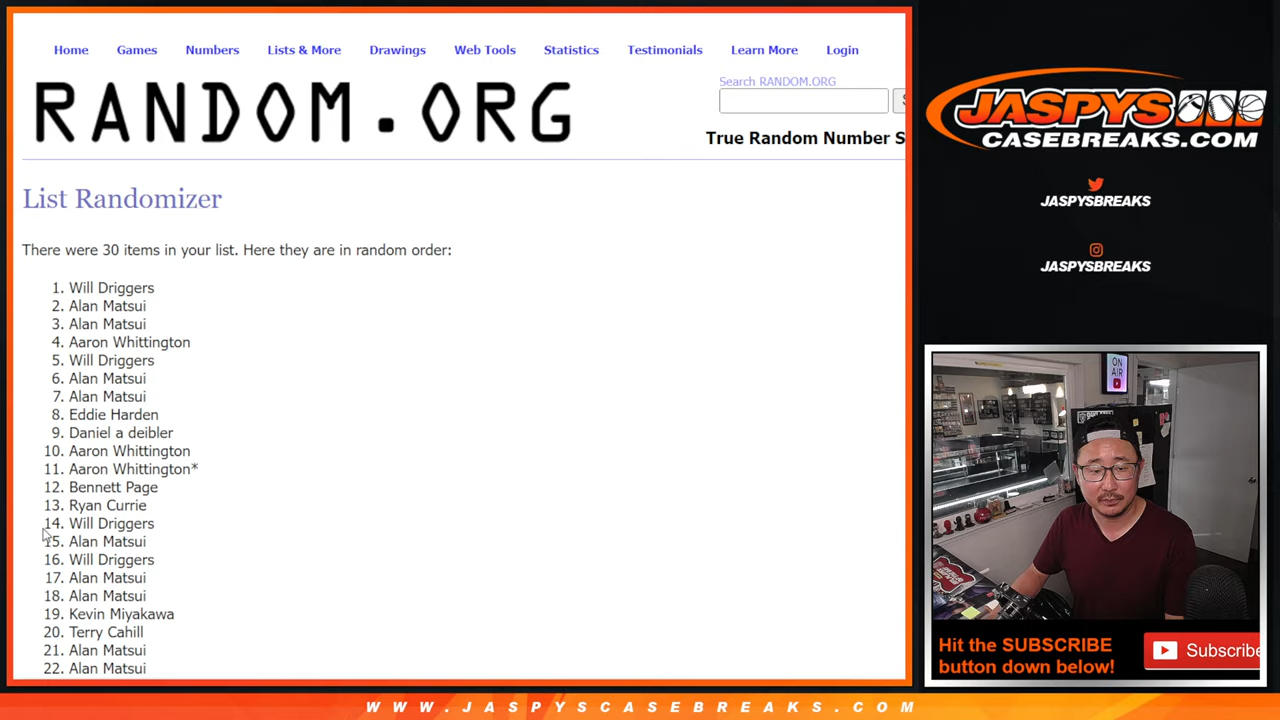 Home Games Numbers Lists & More Drawings Web Tools Statistics Testimonials Learn More Login
Search RANDOM.ORG
RANDOM.ORG
True Random Number S
List Randomizer
There were 30 items in your list. Here they are in random order:
1. Will Driggers
2. Alan Matsui
3. Alan Matsui
4. Aaron Whittington
5. Will Driggers
6. Alan Matsui
7. Alan Matsui
8. Eddie Harden
9. Daniel a deibler
10. Aaron Whittington
11. Aaron Whittington*
12. Bennett Page
13. Ryan Currie
14. Will Driggers
15. Alan Matsui
16. Will Driggers
17. Alan Matsui
18. Alan Matsui
19. Kevin Miyakawa
20. Terry Cahill
21. Alan Matsui
22. Alan Matsui
JASPYS
CASEBREAKS.COM
JASPYSBREAKS
JASPYSBREAKS
ON
AIR
Hit the SUBSCRIBE
button down below!
Subscribe
WWW.JASPYSCASEBREAKS.COM